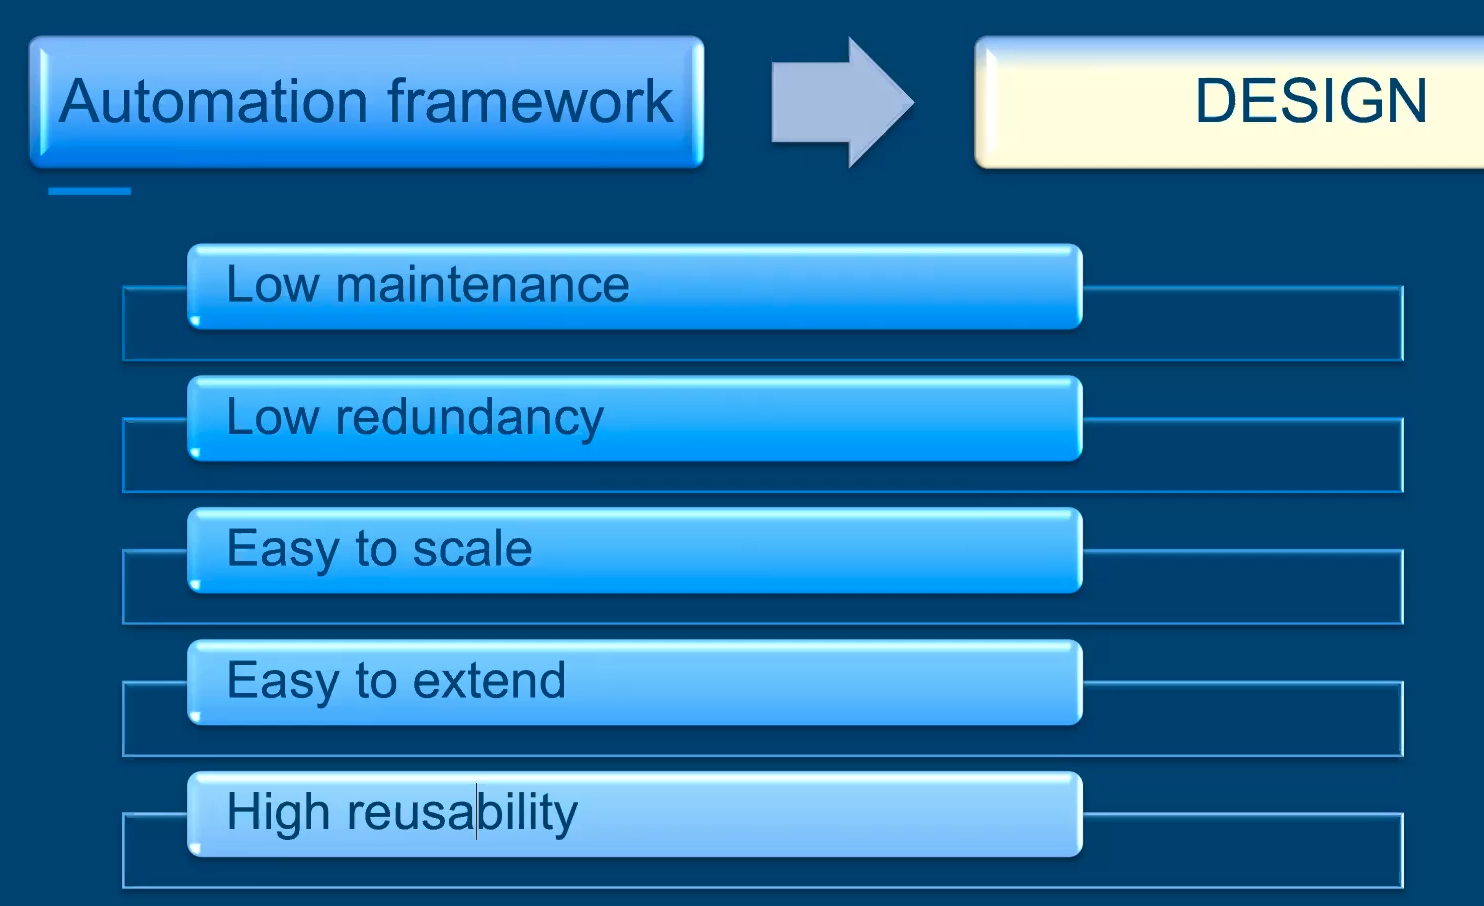 Automation framework
DESIGN
Low maintenance
Low redundancy
Easy to scale
Easy to extend
High reusability